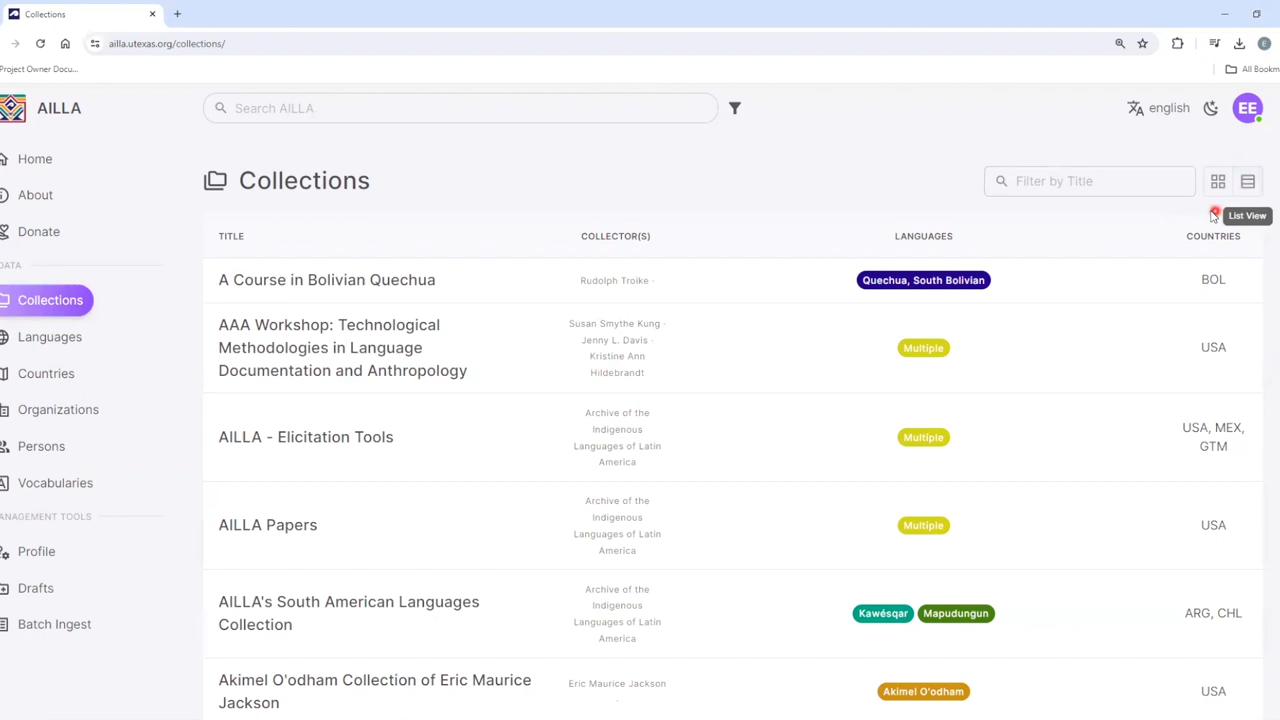 Collections
ailla.utexas.org/collections/
Project Owner Docu...
All Bookm
AILLA
Search AILLA
english
EE
Home
About
Donate
DATA
Collections
Languages
Countries
Organizations
Persons
Vocabularies
ANAGEMENT TOOLS
Profile
Drafts
Batch Ingest
Collections
Filter by Title
List View
TITLE COLLECTOR(S) LANGUAGES COUNTRIES
A Course in Bolivian Quechua
Rudolph Troike ·
Quechua, South Bolivian
BOL
AAA Workshop: Technological
Methodologies in Language
Documentation and Anthropology
Susan Smythe Kung ·
Jenny L. Davis ·
Kristine Ann
Hildebrandt
Multiple
USA
AILLA - Elicitation Tools
Archive of the
Indigenous
Languages of Latin
America
Multiple
USA, MEX,
GTM
AILLA Papers
Archive of the
Indigenous
Languages of Latin
America
Multiple
USA
AILLA's South American Languages
Collection
Archive of the
Indigenous
Languages of Latin
America
Kawésqar Mapudungun
ARG, CHL
Akimel O'odham Collection of Eric Maurice
Jackson
Eric Maurice Jackson
·
Akimel O'odham
USA